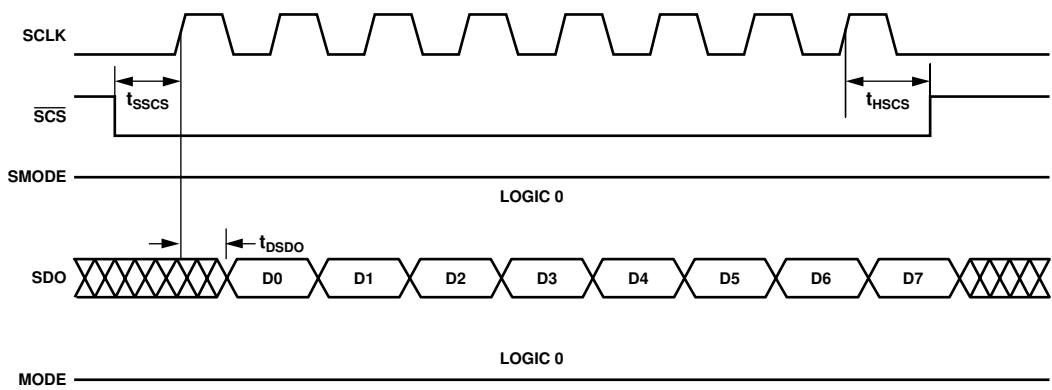 SCLK
tSSCS
tHSCS
SCS
SMODE
LOGIC 0
tDSDO
SDO
D0 D1 D2 D3 D4 D5 D6 D7
LOGIC 0
MODE